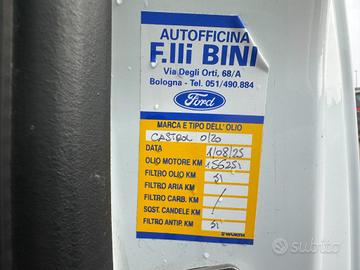 AUTOFFICINA
F.lli BINI
Via Degli Orti, 68/A
Bologna - Tel. 051/490.884
Ford
MARCA E TIPO DELL'OLIO
CASTROL 0/20
DATA 1/08/25
OLIO MOTORE KM 155251
FILTRO OLIO KM SI
FILTRO ARIA KM /
FILTRO CARB. KM /
SOST. CANDELE KM /
FILTRO ANTIP. KM SI
WÜRTH
subito